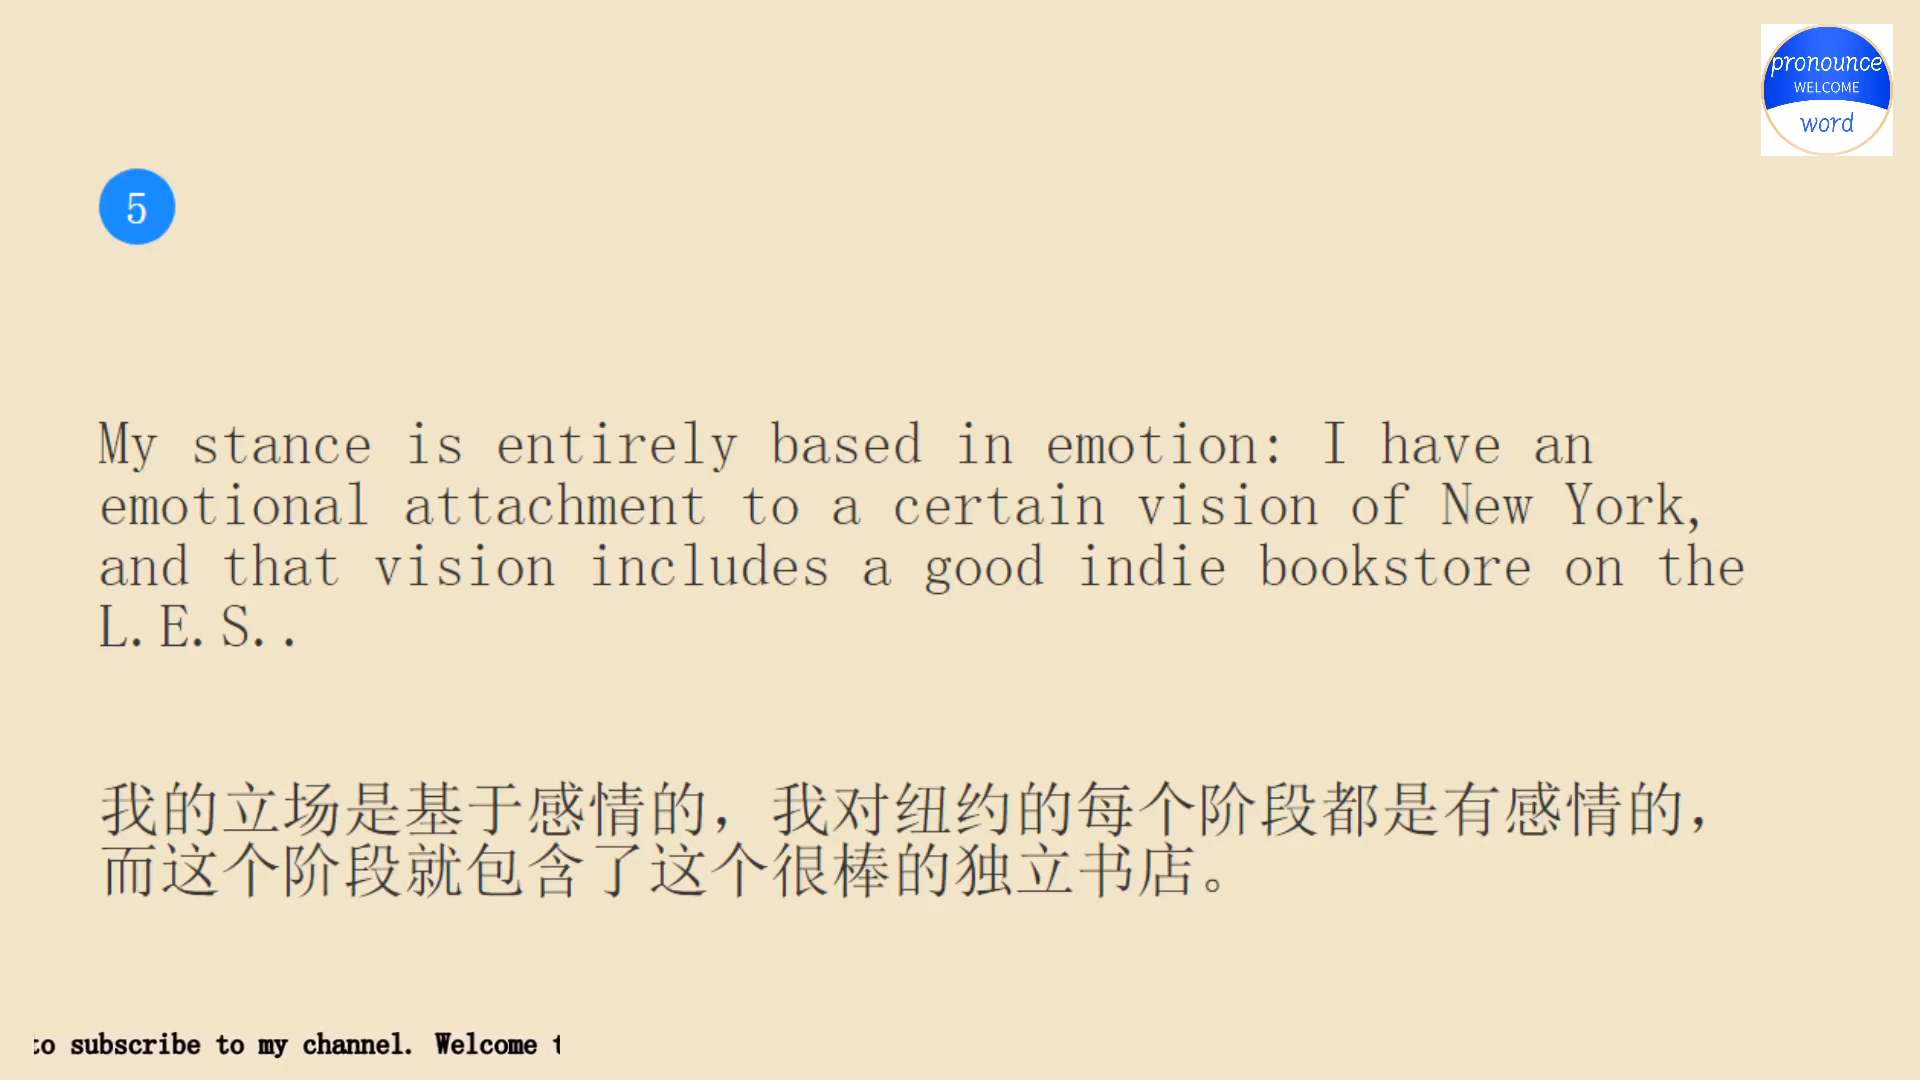 pronounce
WELCOME
word
5
My stance is entirely based in emotion: I have an
emotional attachment to a certain vision of New York,
and that vision includes a good indie bookstore on the
L.E.S..
我的立场是基于感情的，我对纽约的每个阶段都是有感情的，
而这个阶段就包含了这个很棒的独立书店。
to subscribe to my channel. Welcome t